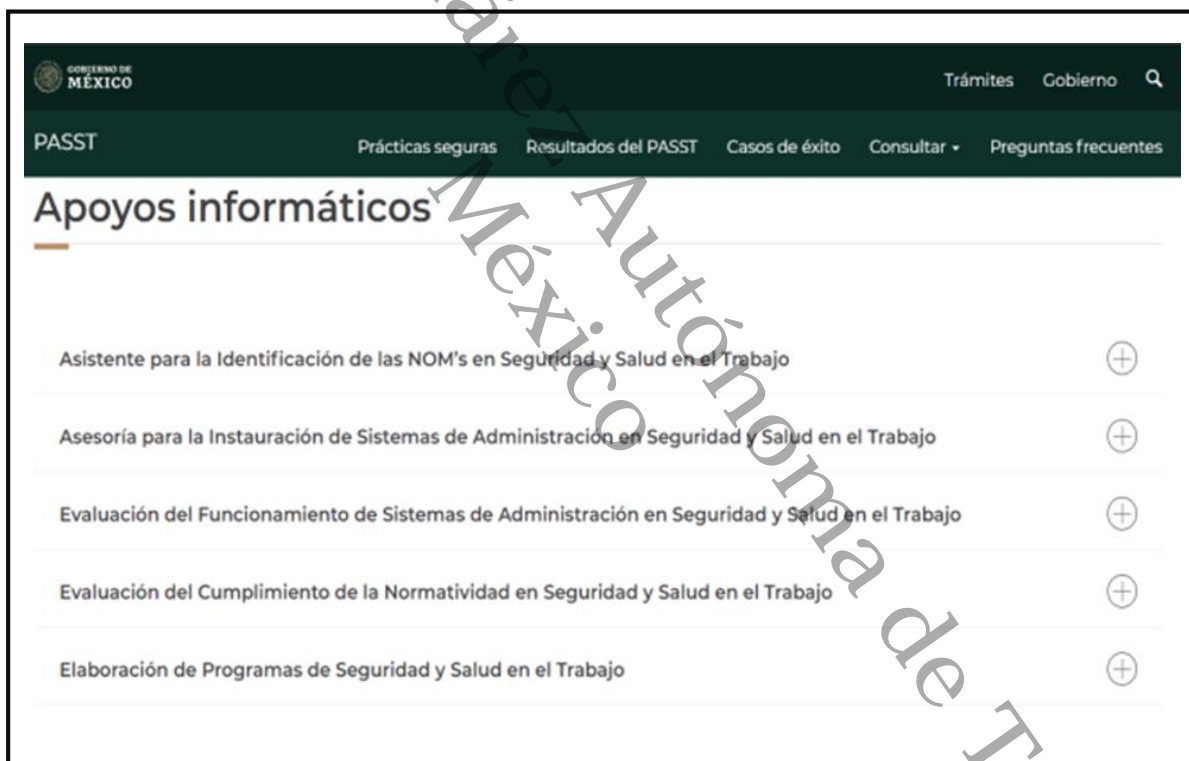 GOBIERNO DE
MÉXICO
Trámites Gobierno
PASST
Prácticas seguras Resultados del PASST Casos de éxito Consultar Preguntas frecuentes
Apoyos informáticos
Asistente para la Identificación de las NOM's en Seguridad y Salud en el Trabajo
Asesoría para la Instauración de Sistemas de Administración en Seguridad y Salud en el Trabajo
Evaluación del Funcionamiento de Sistemas de Administración en Seguridad y Salud en el Trabajo
Evaluación del Cumplimiento de la Normatividad en Seguridad y Salud en el Trabajo
Elaboración de Programas de Seguridad y Salud en el Trabajo
Autónoma de
México